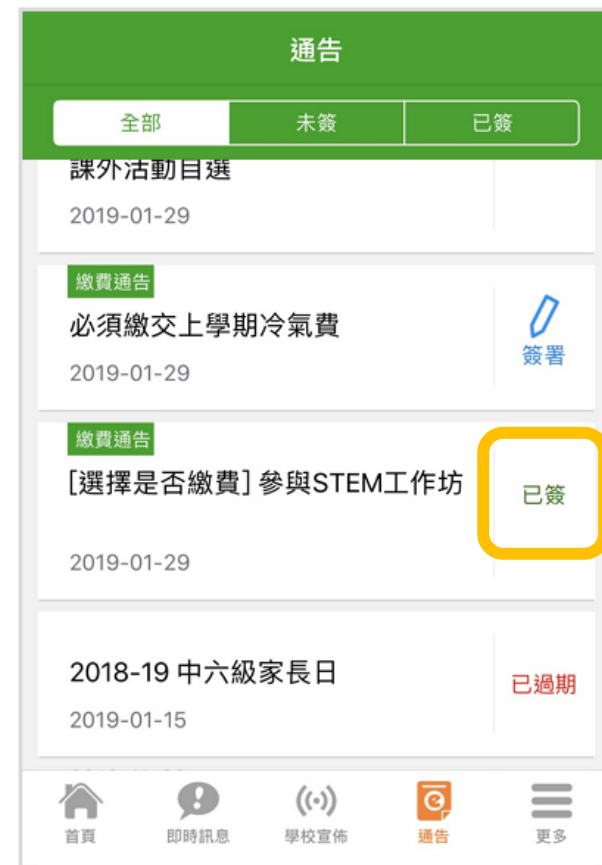 通告
全部 未簽 已簽
課外活動自選
2019-01-29
繳費通告
必須繳交上學期冷氣費
簽署
2019-01-29
繳費通告
[選擇是否繳費] 參與STEM工作坊
已簽
2019-01-29
2018-19 中六級家長日
已過期
2019-01-15
首頁 即時訊息 學校宣佈 通告 更多